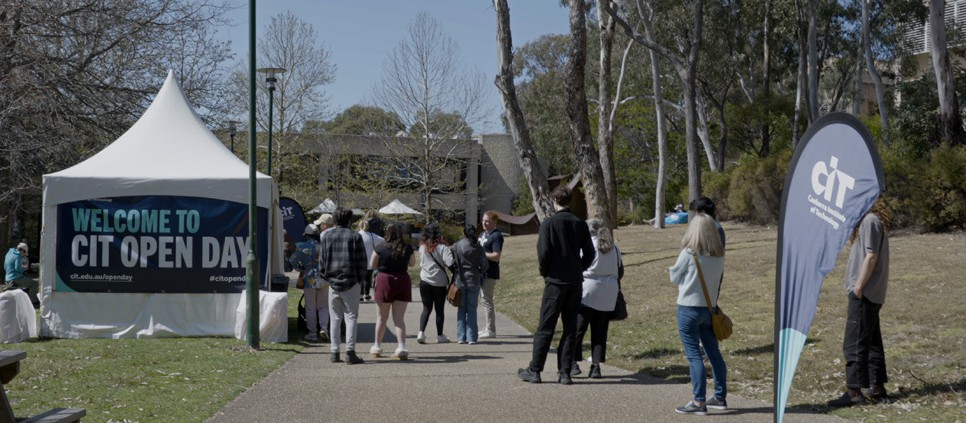 WELCOME TO
CIT OPEN DAY
cit.edu.au/openday
#citopenday
CiT
Canberra Institute
of Technology